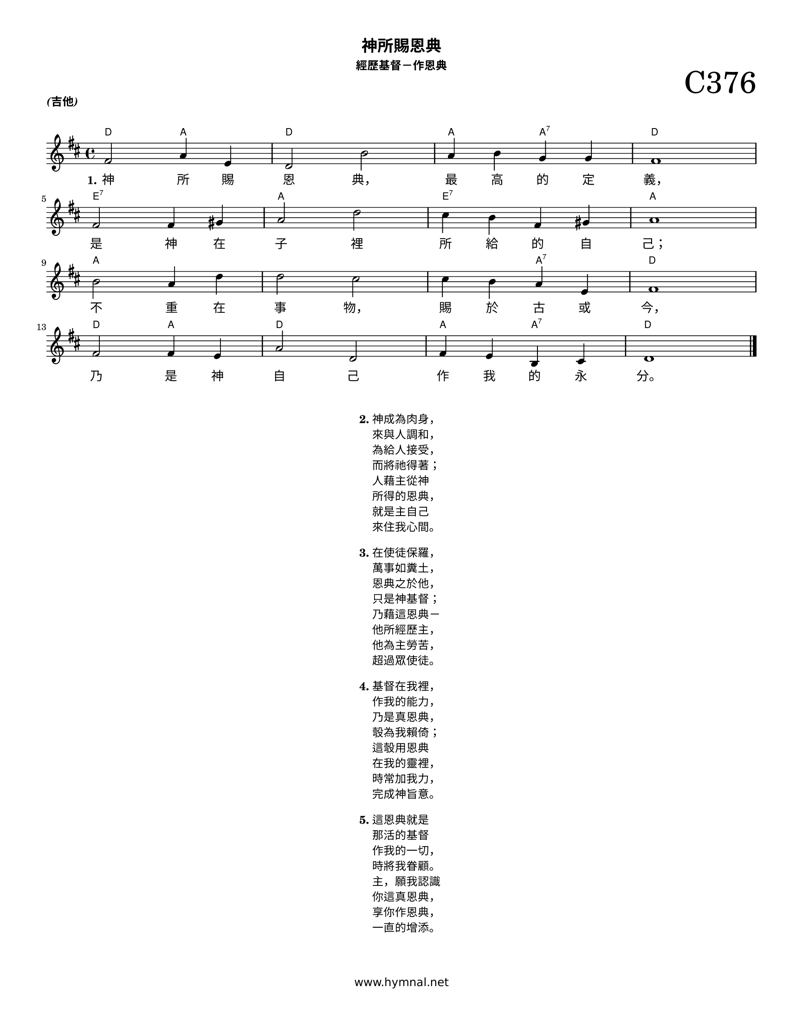 神所賜恩典
經歷基督－作恩典
C376
(吉他)
D A D A A7 D
1. 神 所 賜 恩 典， 最 高 的 定 義，
5 E7 A E7 A
是 神 在 子 裡 所 給 的 自 己；
9 A A7 D
不 重 在 事 物， 賜 於 古 或 今，
13 D A D A A7 D
乃 是 神 自 己 作 我 的 永 分。
2. 神成為肉身，
來與人調和，
為給人接受，
而將祂得著；
人藉主從神
所得的恩典，
就是主自己
來住我心間。
3. 在使徒保羅，
萬事如糞土，
恩典之於他，
只是神基督；
乃藉這恩典－
他所經歷主，
他為主勞苦，
超過眾使徒。
4. 基督在我裡，
作我的能力，
乃是真恩典，
彀為我賴倚；
這彀用恩典
在我的靈裡，
時常加我力，
完成神旨意。
5. 這恩典就是
那活的基督
作我的一切，
時將我眷顧。
主，願我認識
你這真恩典，
享你作恩典，
一直的增添。
www.hymnal.net